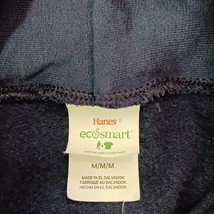 Hanes
ecosmart
M/M/M
MADE IN EL SALVADOR
FABRIQUÉ AU SALVADOR
HECHO EN EL SALVADOR